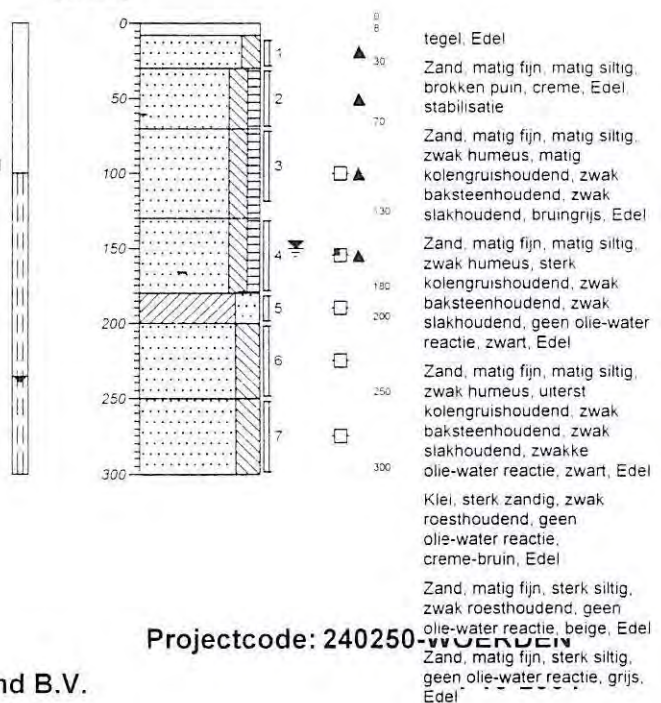 0
50
100
150
200
250
300
1
2
3
4
5
6
7
0
8
30
70
130
180
200
250
300
tegel, Edel
Zand, matig fijn, matig siltig,
brokken puin, creme, Edel,
stabilisatie
Zand, matig fijn, matig siltig,
zwak humeus, matig
kolengruishoudend, zwak
baksteenhoudend, zwak
slakhoudend, bruingrijs, Edel
Zand, matig fijn, matig siltig,
zwak humeus, sterk
kolengruishoudend, zwak
baksteenhoudend, zwak
slakhoudend, geen olie-water
reactie, zwart, Edel
Zand, matig fijn, matig siltig,
zwak humeus, uiterst
kolengruishoudend, zwak
baksteenhoudend, zwak
slakhoudend, zwakke
olie-water reactie, zwart, Edel
Klei, sterk zandig, zwak
roesthoudend, geen
olie-water reactie,
creme-bruin, Edel
Zand, matig fijn, sterk siltig,
zwak roesthoudend, geen
olie-water reactie, beige, Edel
Zand, matig fijn, sterk siltig,
geen olie-water reactie, grijs,
Edel
Projectcode: 240250-WOERDEN
nd B.V.